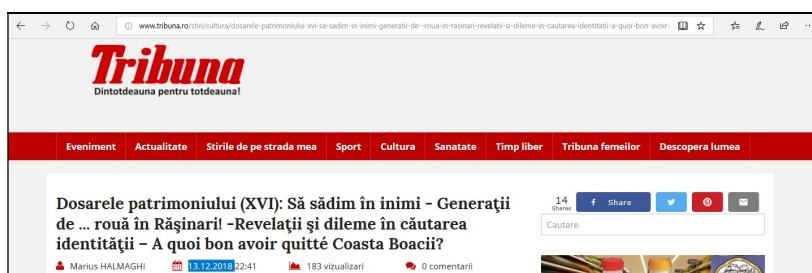 www.tribuna.ro/stiri/cultura/dosarele-patrimoniului-xvi-sa-sadim-in-inimi-generatii-de--roua-in-rasinari-revelatii-si-dileme-in-cautarea-identitatii-a-quoi-bon-avoir-
Tribuna
Dintotdeauna pentru totdeauna!
Eveniment Actualitate Stirile de pe strada mea Sport Cultura Sanatate Timp liber Tribuna femeilor Descopera lumea
Dosarele patrimoniului (XVI): Să sădim în inimi - Generaţii
de ... rouă în Răşinari! -Revelaţii şi dileme în căutarea
identităţii – A quoi bon avoir quitté Coasta Boacii?
Marius HALMAGHI 13.12.2018 22:41 183 vizualizari 0 comentarii
14
Shares
Share
Cautare